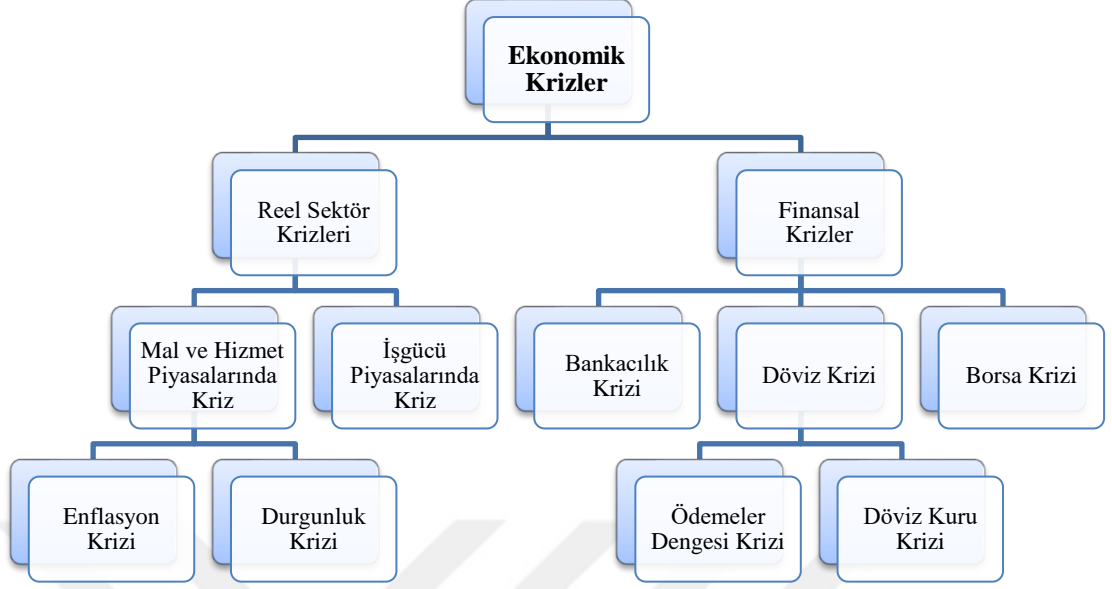 Ekonomik
Krizler
Reel Sektör
Krizleri
Finansal
Krizler
Mal ve Hizmet
Piyasalarında
Kriz
İşgücü
Piyasalarında
Kriz
Bankacılık
Krizi
Döviz Krizi
Borsa Krizi
Enflasyon
Krizi
Durgunluk
Krizi
Ödemeler
Dengesi Krizi
Döviz Kuru
Krizi